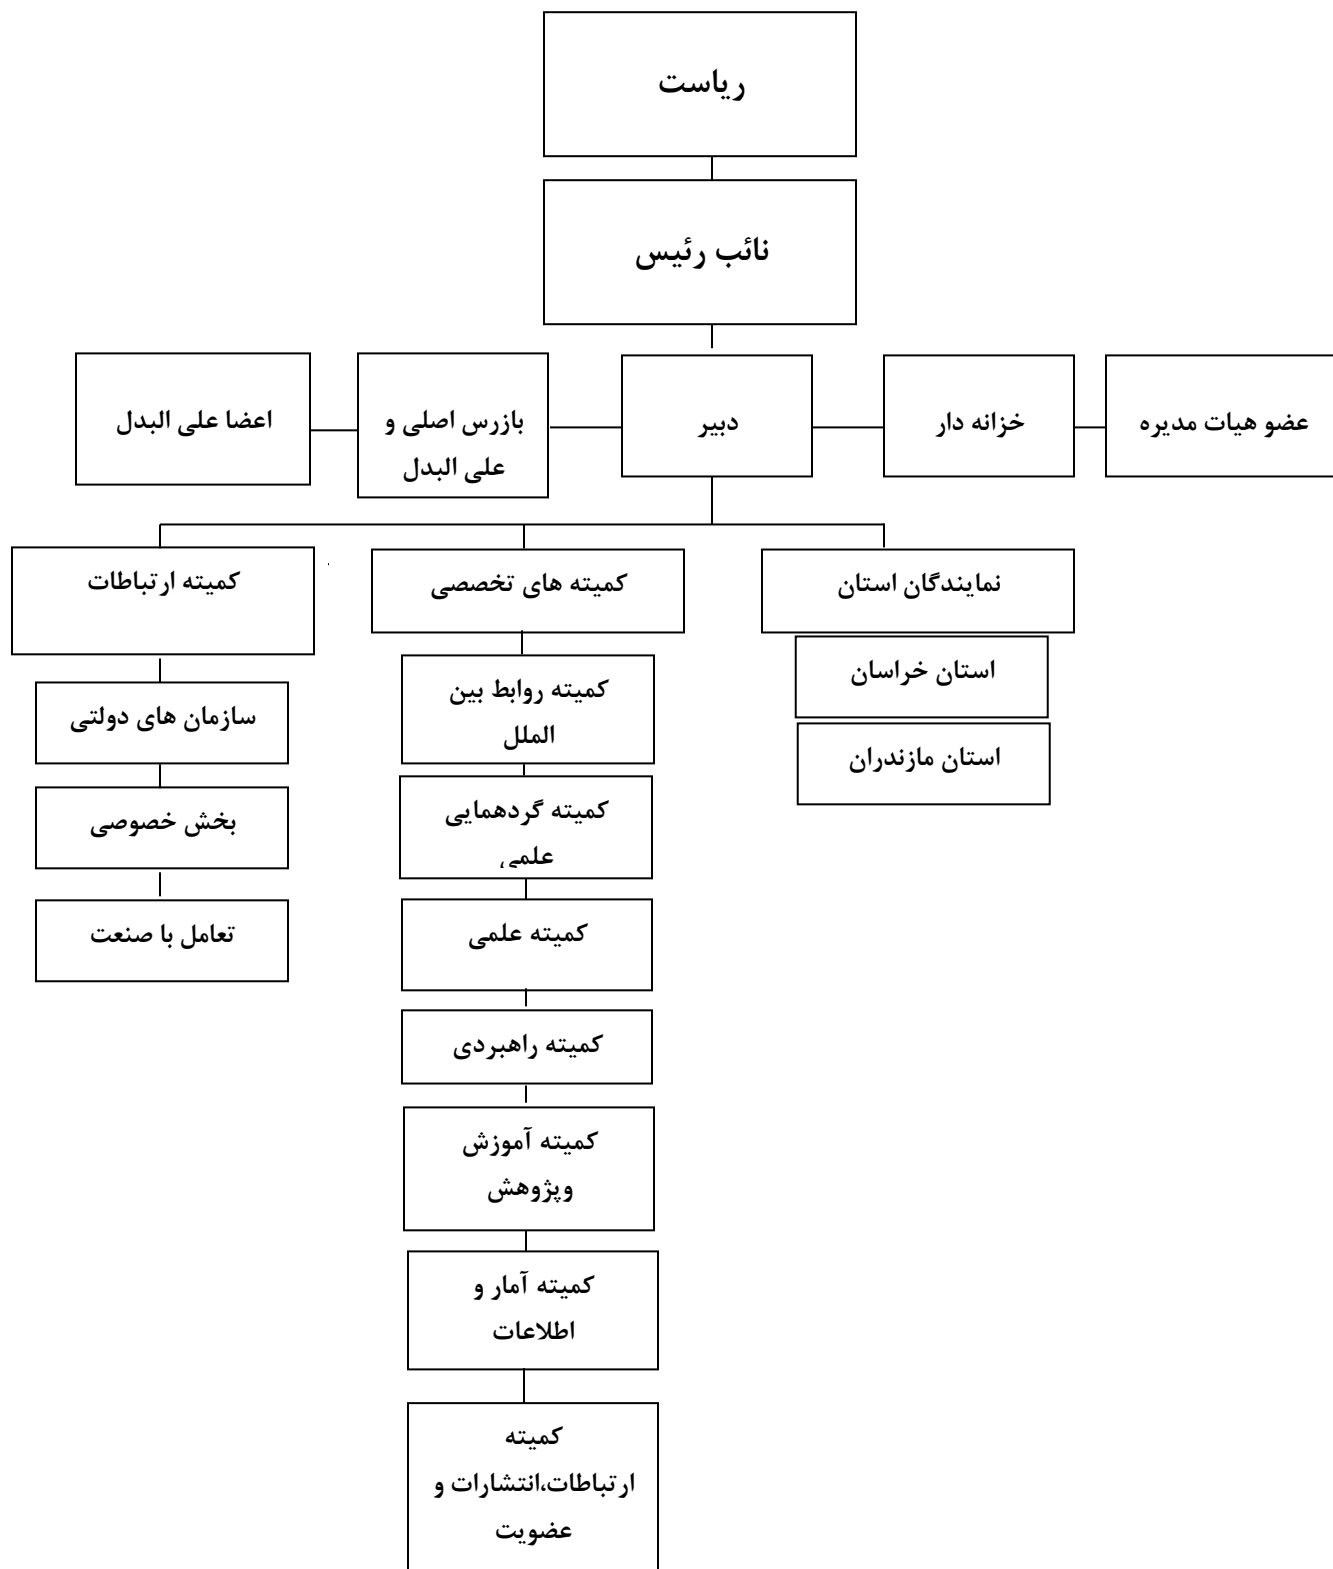 ریاست
نائب رئیس
عضو هیات مدیره
خزانه دار
دبیر
بازرس اصلی و
علی البدل
اعضا علی البدل
نمایندگان استان
استان خراسان
استان مازندران
کمیته های تخصصی
کمیته روابط بین
الملل
کمیته گردهمایی
علمی
کمیته علمی
کمیته راهبردی
کمیته آموزش
وپژوهش
کمیته آمار و
اطلاعات
کمیته
ارتباطات،انتشارات و
عضویت
کمیته ارتباطات
سازمان های دولتی
بخش خصوصی
تعامل با صنعت